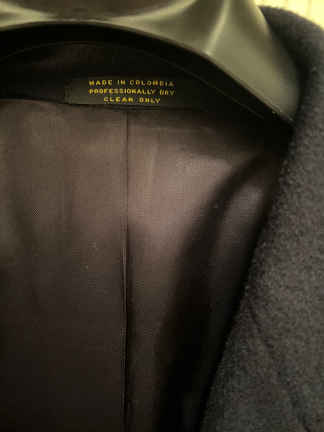 MADE IN COLOMBIA
PROFESSIONALLY DRY
CLEAN ONLY